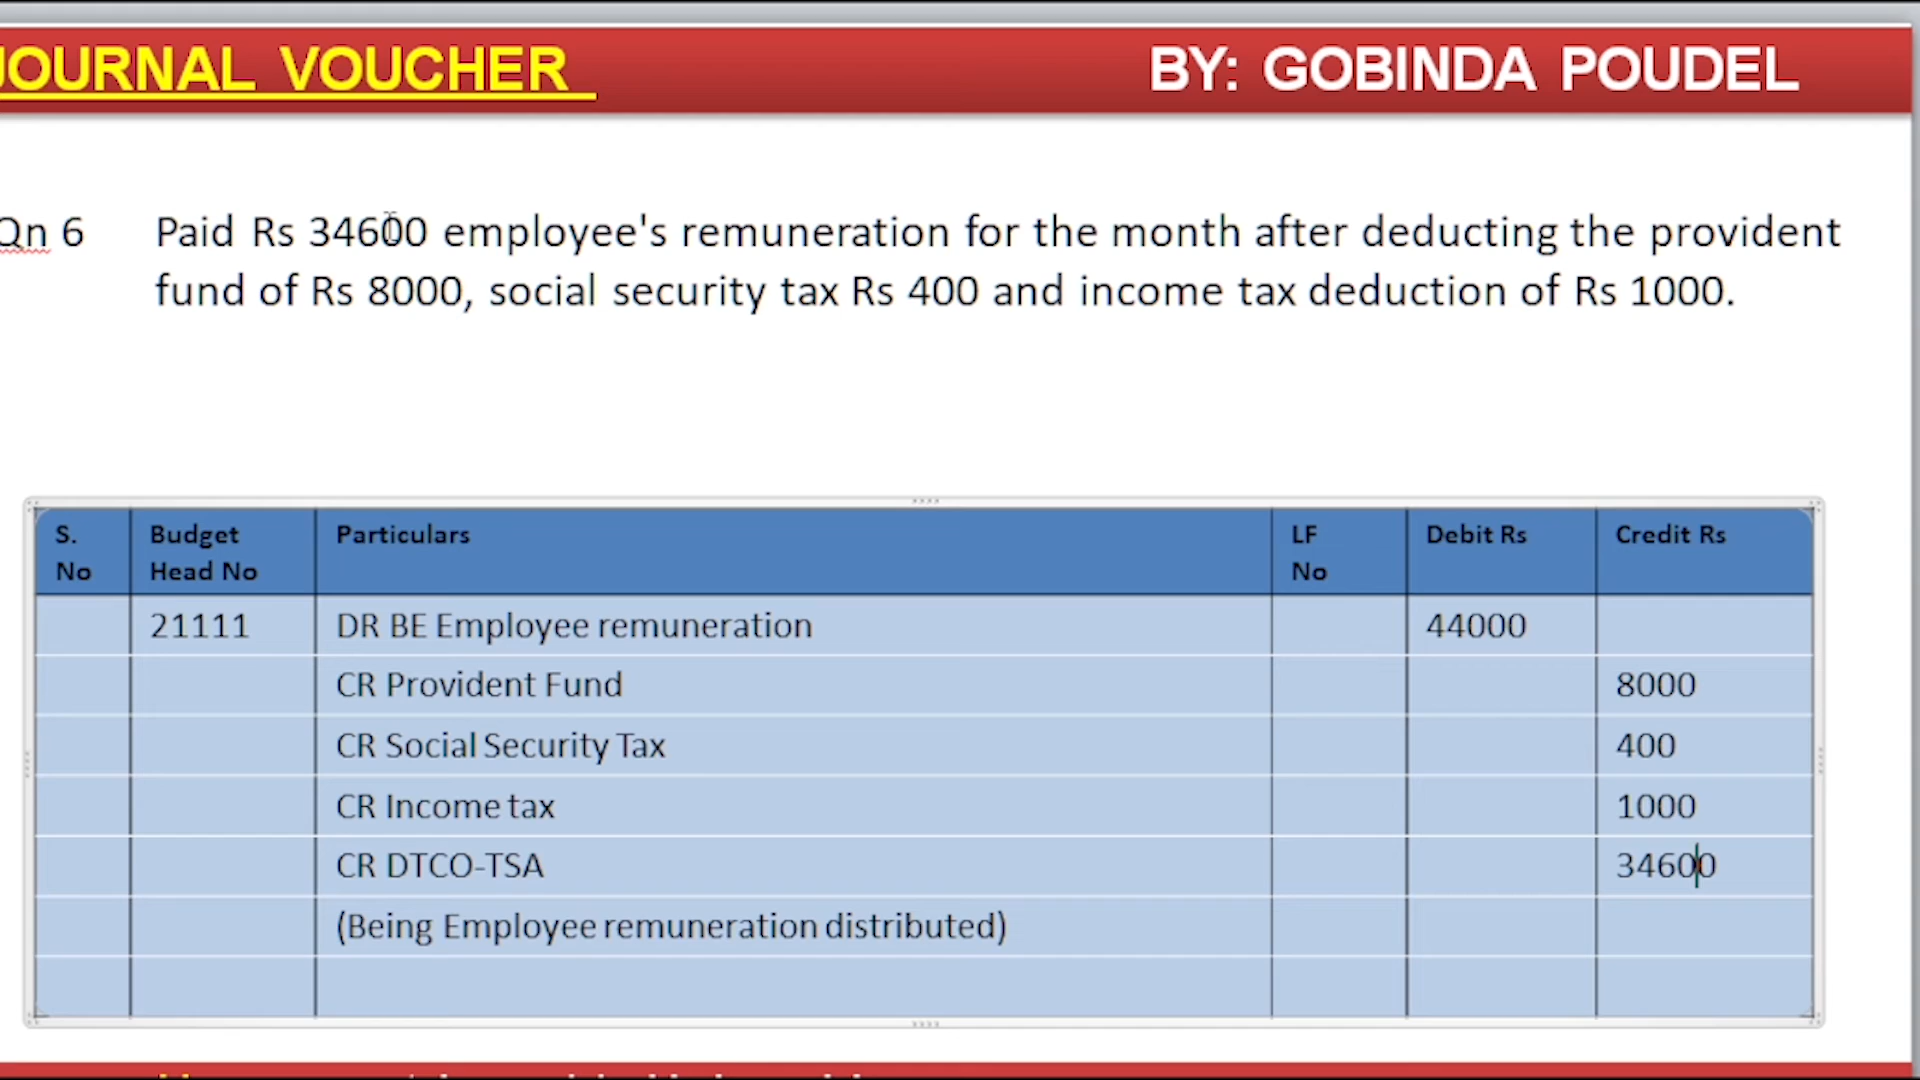 JOURNAL VOUCHER
BY: GOBINDA POUDEL
Qn 6
Paid Rs 34600 employee's remuneration for the month after deducting the provident
fund of Rs 8000, social security tax Rs 400 and income tax deduction of Rs 1000.
S. No
Budget Head No
Particulars
LF No
Debit Rs
Credit Rs
21111 DR BE Employee remuneration 44000
CR Provident Fund 8000
CR Social Security Tax 400
CR Income tax 1000
CR DTCO-TSA 34600
(Being Employee remuneration distributed)